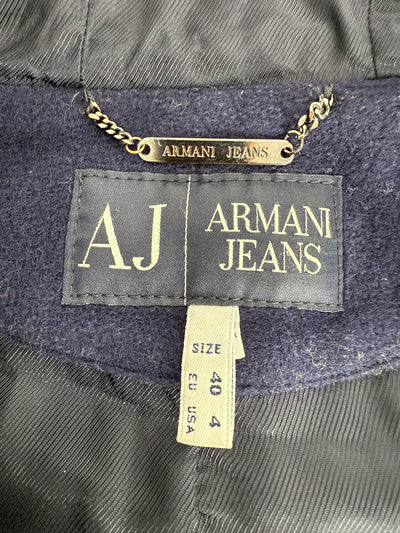 ARMANI JEANS
AJ
ARMANI
JEANS
SIZE
40 4
EU USA